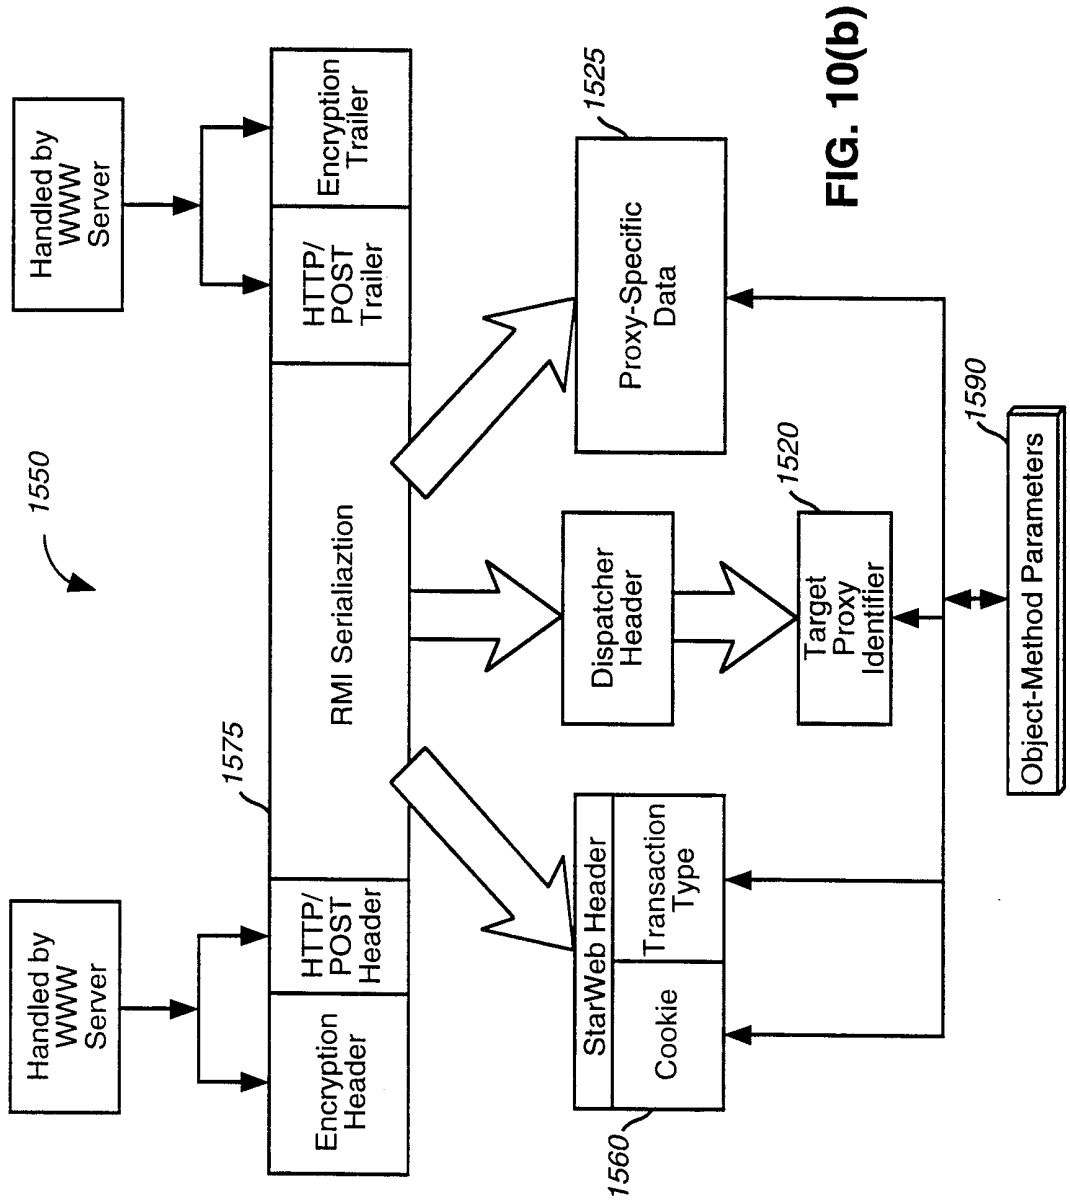 1550
Handled by
WWW
Server
Handled by
WWW
Server
1575
Encryption
Header
HTTP/
POST
Header
RMI Serialiaztion
HTTP/
POST
Trailer
Encryption
Trailer
1560
StarWeb Header
Cookie
Transaction
Type
Dispatcher
Header
1525
Proxy-Specific
Data
1520
Target
Proxy
Identifier
1590
Object-Method Parameters
FIG. 10(b)